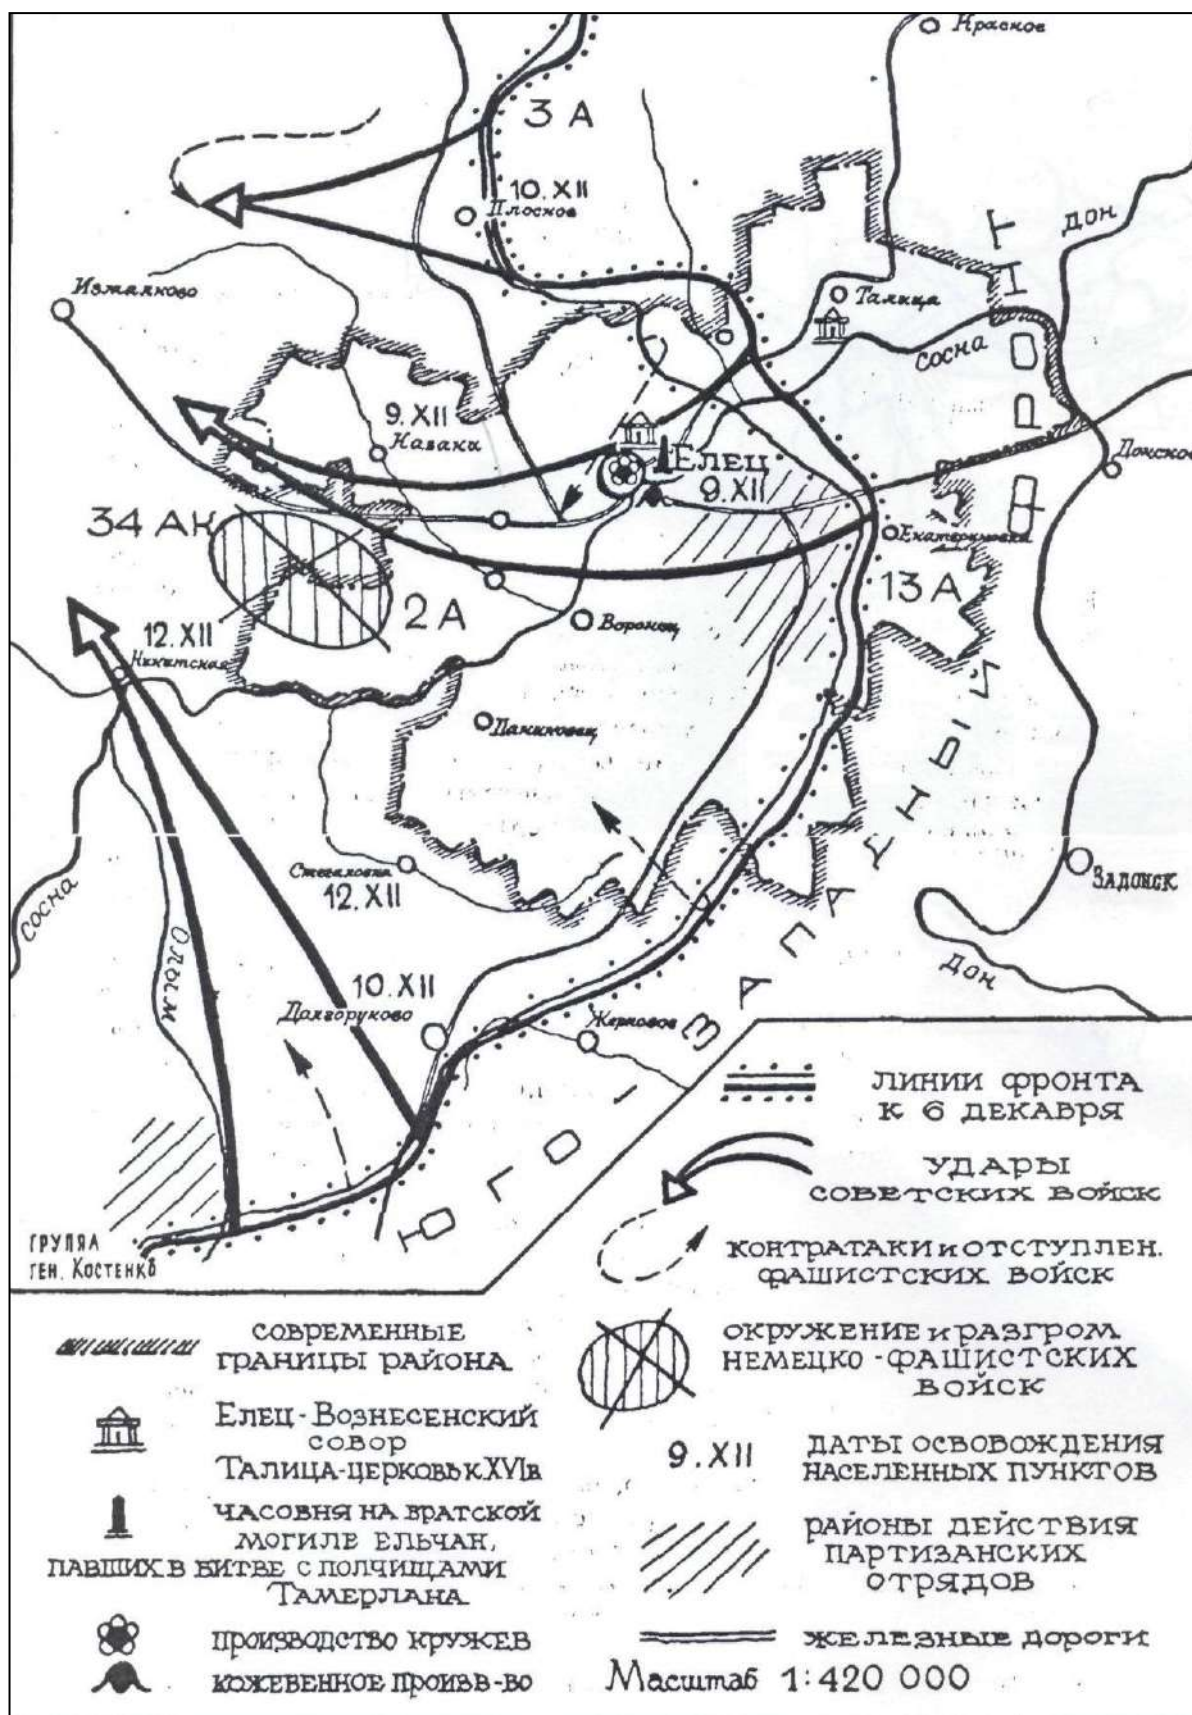 Красное
3 А
10.XII
Плоское
Дон
Измалково
Талица
Сосна
9.XII
Казаки
Елец
9.XII
Донское
34 АК
Екатериновка
13 А
2 А
Воронец
12.XII
Никитская
Даниловец
Стегаловка
12.XII
Задонск
Сосна
Олым
Дон
10.XII
Долгоруково
Жерновое
ЮГО-ЗАПАДНЫЙ ФРОНТ
ГРУППА
ГЕН. КОСТЕНКО
ЛИНИИ ФРОНТА
К 6 ДЕКАБРЯ
УДАРЫ
СОВЕТСКИХ ВОЙСК
КОНТРАТАКИ и ОТСТУПЛЕН.
ФАШИСТСКИХ ВОЙСК
ОКРУЖЕНИЕ и РАЗГРОМ
НЕМЕЦКО-ФАШИСТСКИХ
ВОЙСК
9.XII
ДАТЫ ОСВОБОЖДЕНИЯ
НАСЕЛЕННЫХ ПУНКТОВ
РАЙОНЫ ДЕЙСТВИЯ
ПАРТИЗАНСКИХ
ОТРЯДОВ
ЖЕЛЕЗНЫЕ ДОРОГИ
Масштаб 1:420 000
СОВРЕМЕННЫЕ
ГРАНИЦЫ РАЙОНА
ЕЛЕЦ-ВОЗНЕСЕНСКИЙ
СОБОР
ТАЛИЦА-ЦЕРКОВЬ К.XVIв
ЧАСОВНЯ НА БРАТСКОЙ
МОГИЛЕ ЕЛЬЧАН,
ПАВШИХ В БИТВЕ С ПОЛЧИЩАМИ
ТАМЕРЛАНА
ПРОИЗВОДСТВО КРУЖЕВ
КОЖЕВЕННОЕ ПРОИЗВ-ВО